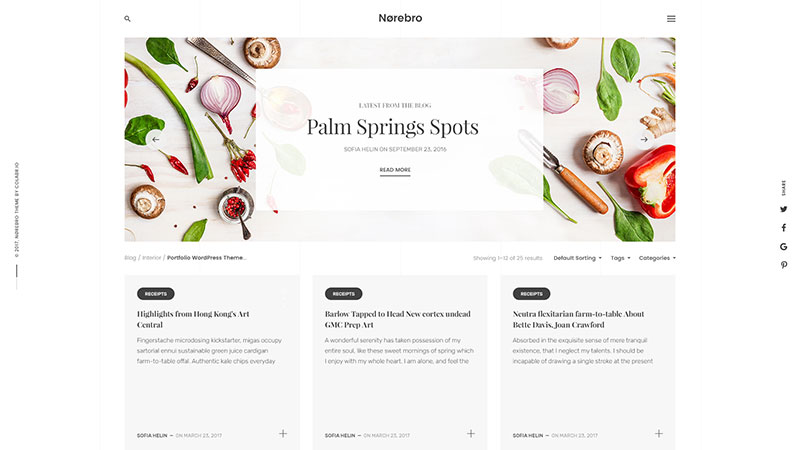 Nørebro
LATEST FROM THE BLOG
Palm Springs Spots
SOFIA HELIN ON SEPTEMBER 23, 2016
READ MORE
© 2017, NØREBRO THEME BY COLABR.IO
SHARE
Blog / Interior / Portfolio WordPress Theme...
Showing 1–12 of 25 results
Default Sorting
Tags
Categories
RECEIPTS
Highlights from Hong Kong's Art
Central
Fingerstache microdosing kickstarter, migas occupy
sartorial ennui sustainable green juice cardigan
farm-to-table offal. Authentic kale chips everyday
SOFIA HELIN — ON MARCH 23, 2017
RECEIPTS
Barlow Tapped to Head New cortex undead
GMC Prep Art
A wonderful serenity has taken possession of my
entire soul, like these sweet mornings of spring which
I enjoy with my whole heart. I am alone, and feel the
SOFIA HELIN — ON MARCH 23, 2017
RECEIPTS
Neutra flexitarian farm-to-table About
Bette Davis, Joan Crawford
Absorbed in the exquisite sense of mere tranquil
existence, that I neglect my talents. I should be
incapable of drawing a single stroke at the present
SOFIA HELIN — ON MARCH 23, 2017